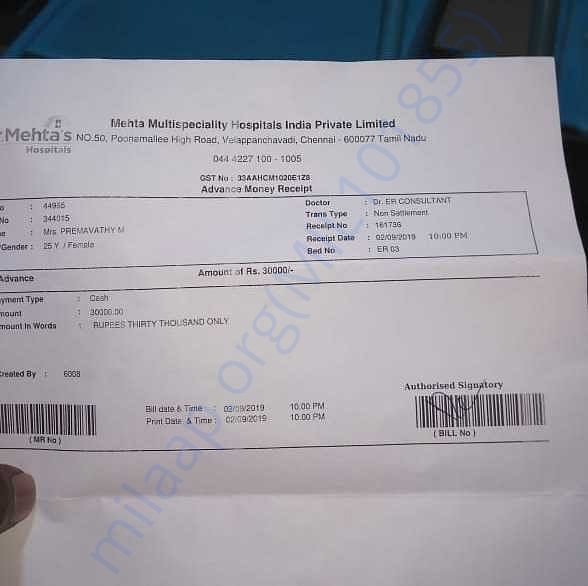 Mehta Multispeciality Hospitals India Private Limited
Mehta's
Hospitals
NO.50, Poonamallee High Road, Velappanchavadi, Chennai - 600077 Tamil Nadu
044 4227 100 - 1005
GST No : 33AAHCM1020E1Z8
Advance Money Receipt
: 44955
No : 344015
: Mrs PREMAVATHY M
/Gender : 25 Y / Female
Doctor : Dr. ER CONSULTANT
Trans Type : Non Settlement
Receipt No : 161736
Receipt Date : 02/09/2019 10:00 PM
Bed No : ER 03
Advance Amount of Rs. 30000/-
yment Type : Cash
mount : 30000.00
mount In Words : RUPEES THIRTY THOUSAND ONLY
reated By : 6008
Authorised Signatory
Bill date & Time : 02/09/2019 10:00 PM
Print Date & Time : 02/09/2019 10:00 PM
( MR No )
( BILL No )